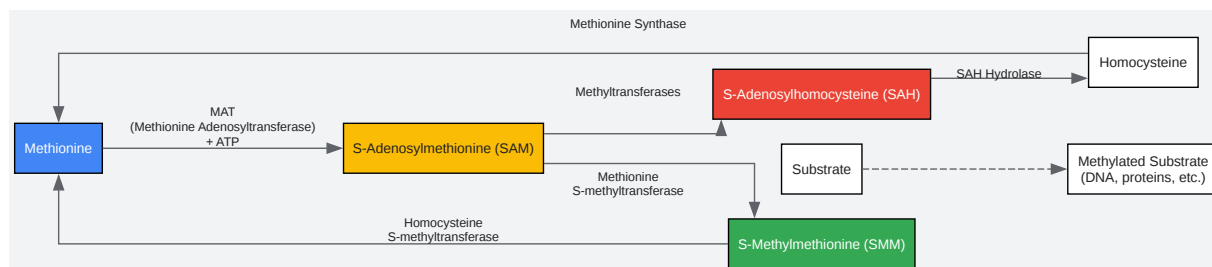 Methionine Synthase
Homocysteine
SAH Hydrolase
S-Adenosylhomocysteine (SAH)
Methyltransferases
MAT
(Methionine Adenosyltransferase)
+ ATP
Methionine
S-Adenosylmethionine (SAM)
Substrate
Methylated Substrate
(DNA, proteins, etc.)
Methionine
S-methyltransferase
Homocysteine
S-methyltransferase
S-Methylmethionine (SMM)